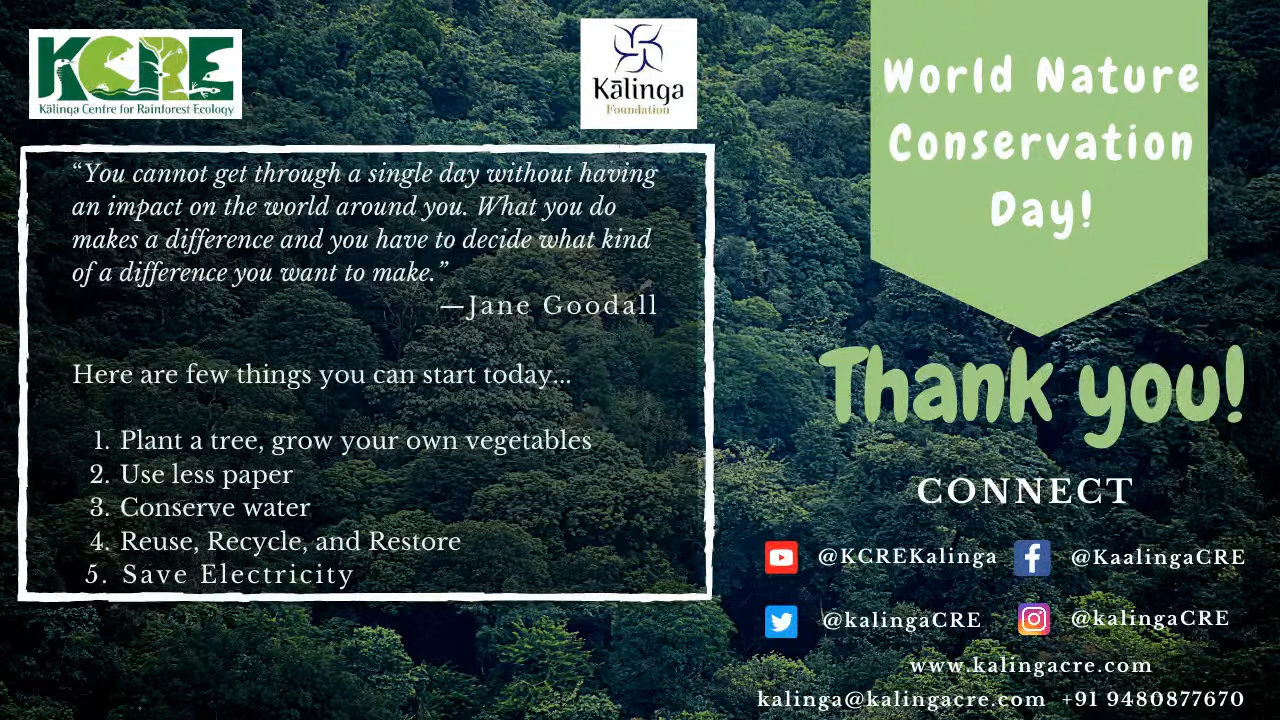 KCRE
Kālinga Centre for Rainforest Ecology
Kālinga
Foundation
“You cannot get through a single day without having
an impact on the world around you. What you do
makes a difference and you have to decide what kind
of a difference you want to make.”
—Jane Goodall
Here are few things you can start today...
1. Plant a tree, grow your own vegetables
2. Use less paper
3. Conserve water
4. Reuse, Recycle, and Restore
5. Save Electricity
World Nature
Conservation
Day!
Thank you!
CONNECT
@KCREKalinga
@KaalingaCRE
@kalingaCRE
@kalingaCRE
www.kalingacre.com
kalinga@kalingacre.com +91 9480877670